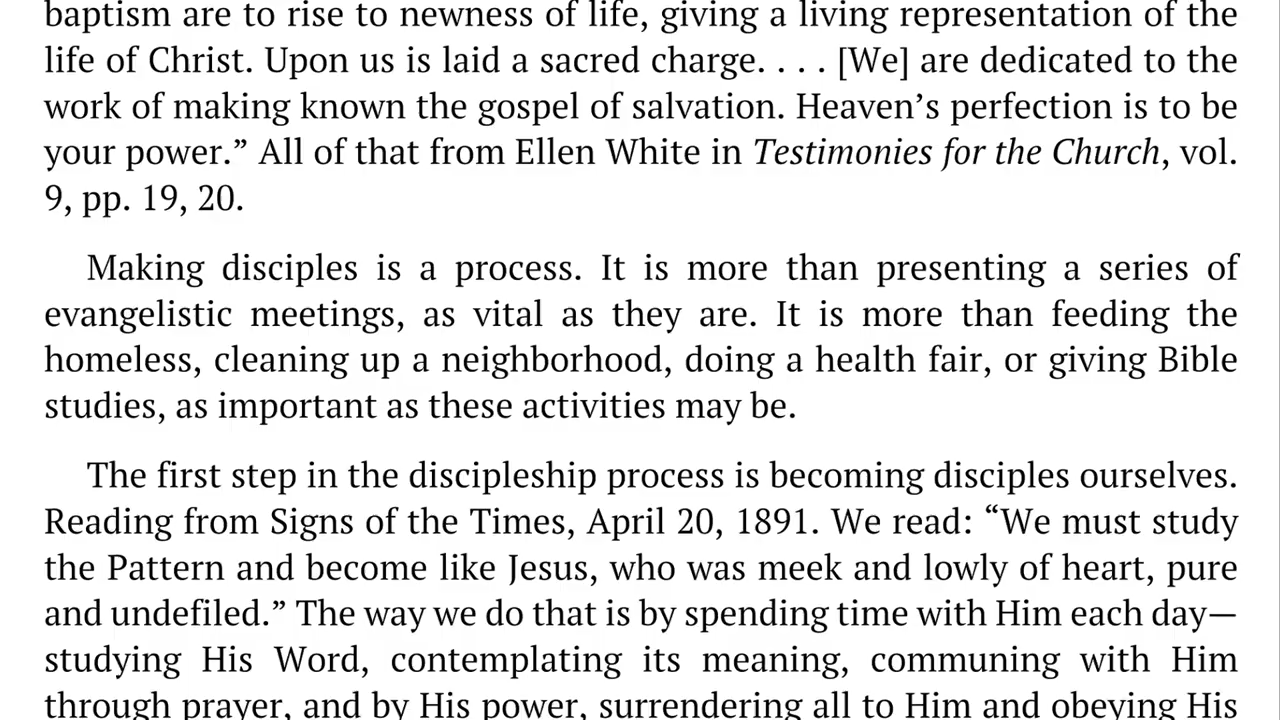 baptism are to rise to newness of life, giving a living representation of the
life of Christ. Upon us is laid a sacred charge. . . . [We] are dedicated to the
work of making known the gospel of salvation. Heaven’s perfection is to be
your power.” All of that from Ellen White in Testimonies for the Church, vol.
9, pp. 19, 20.
Making disciples is a process. It is more than presenting a series of
evangelistic meetings, as vital as they are. It is more than feeding the
homeless, cleaning up a neighborhood, doing a health fair, or giving Bible
studies, as important as these activities may be.
The first step in the discipleship process is becoming disciples ourselves.
Reading from Signs of the Times, April 20, 1891. We read: “We must study
the Pattern and become like Jesus, who was meek and lowly of heart, pure
and undefiled.” The way we do that is by spending time with Him each day—
studying His Word, contemplating its meaning, communing with Him
through prayer, and by His power, surrendering all to Him and obeying His